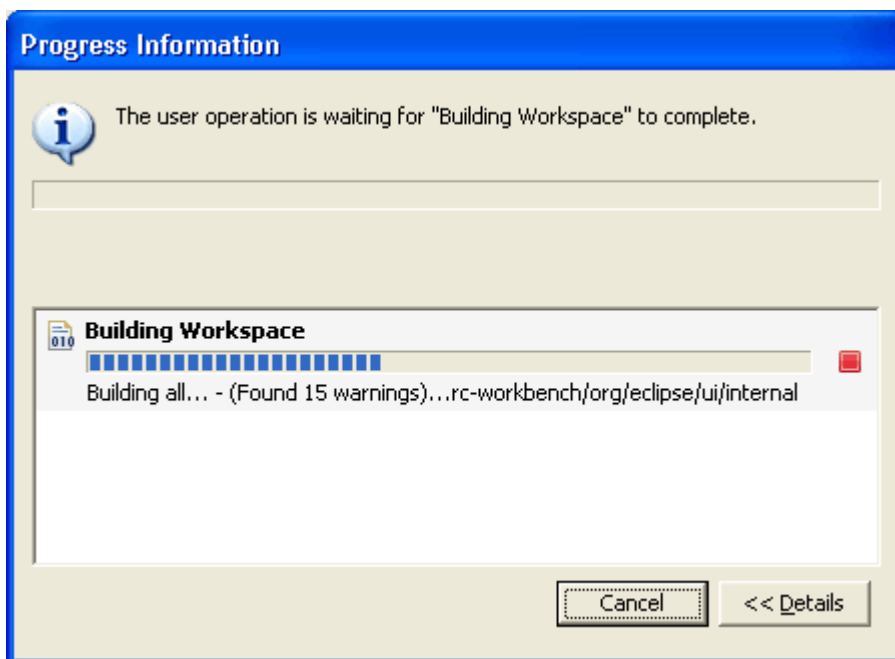 Progress Information
The user operation is waiting for "Building Workspace" to complete.
010
Building Workspace
Building all... - (Found 15 warnings)...rc-workbench/org/eclipse/ui/internal
Cancel
<< Details